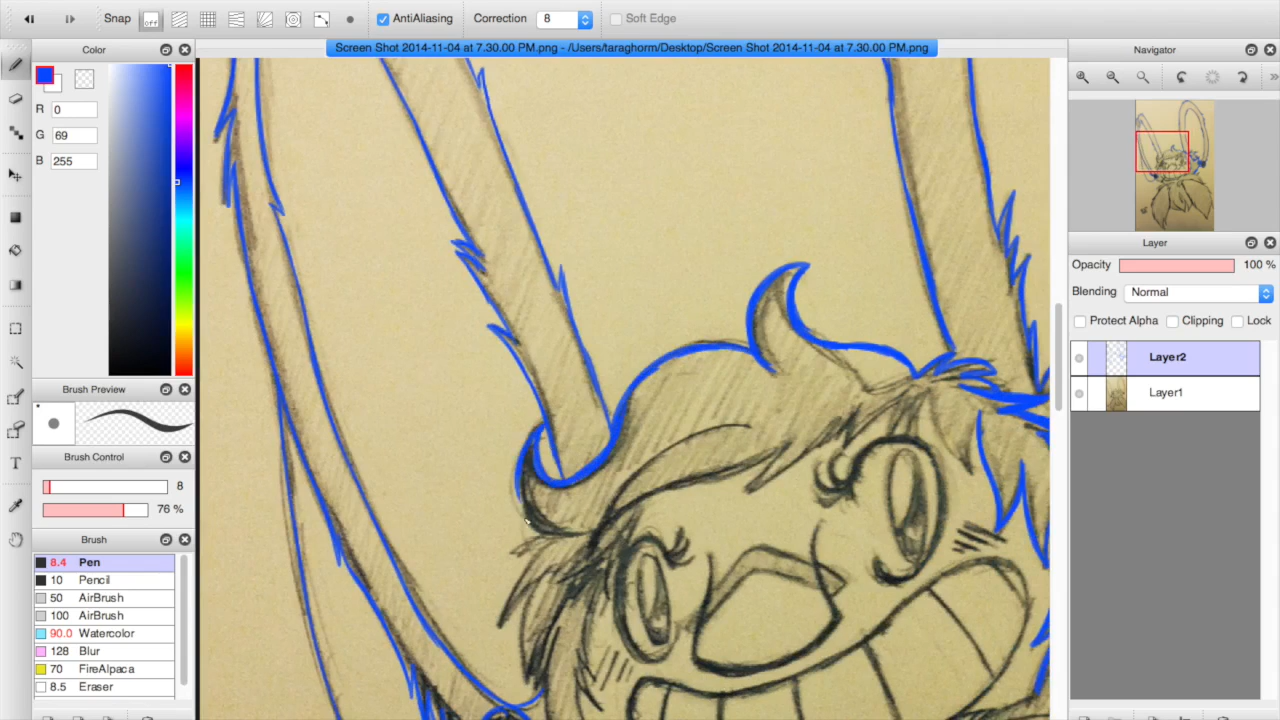 Snap off AntiAliasing Correction 8 Soft Edge
Screen Shot 2014-11-04 at 7.30.00 PM.png - /Users/taraghorm/Desktop/Screen Shot 2014-11-04 at 7.30.00 PM.png
Color
R 0
G 69
B 255
Brush Preview
Brush Control
8
76 %
Brush
8.4 Pen
10 Pencil
50 AirBrush
100 AirBrush
90.0 Watercolor
128 Blur
70 FireAlpaca
8.5 Eraser
T
Navigator
Layer
Opacity 100 %
Blending Normal
Protect Alpha Clipping Lock
Layer2
Layer1